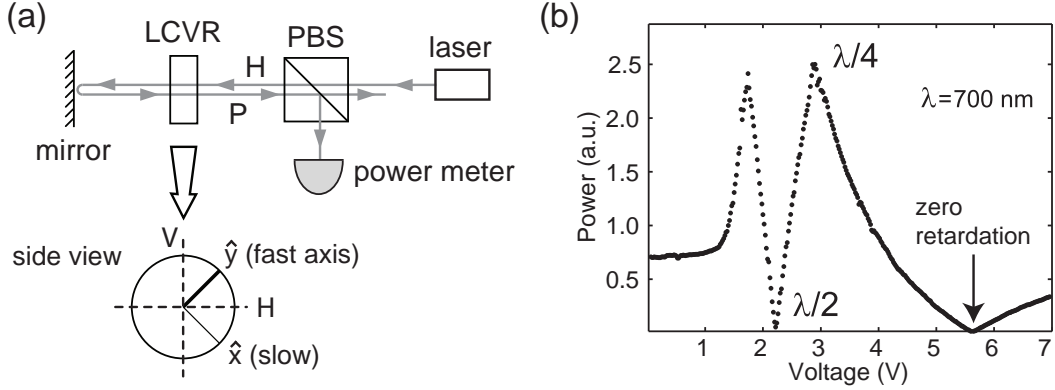 (a)
LCVR
PBS
laser
H
P
mirror
power meter
side view
V
ŷ (fast axis)
H
x̂ (slow)
(b)
Power (a.u.)
2.5
2.0
1.5
1.0
0.5
λ/4
λ=700 nm
zero
retardation
λ/2
1 2 3 4 5 6 7
Voltage (V)